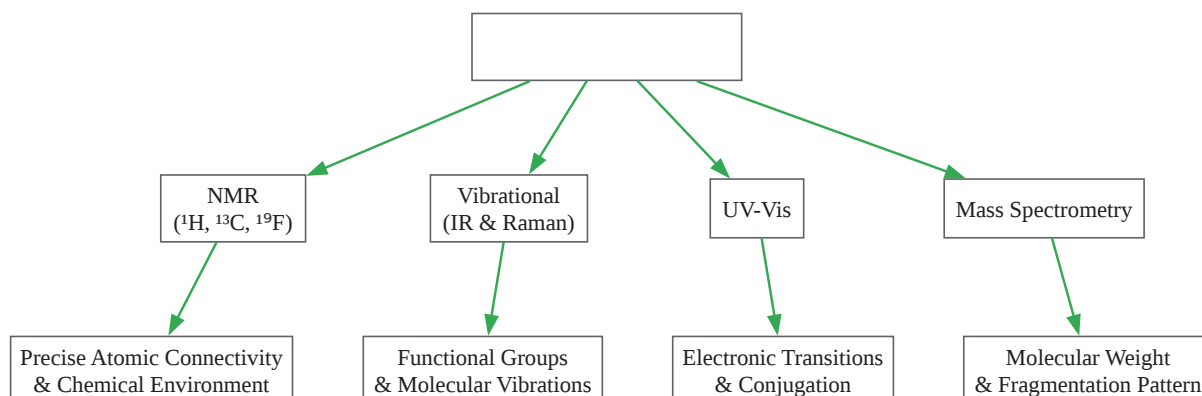 NMR
(¹H, ¹³C, ¹⁹F)
Vibrational
(IR & Raman)
UV-Vis
Mass Spectrometry
Precise Atomic Connectivity
& Chemical Environment
Functional Groups
& Molecular Vibrations
Electronic Transitions
& Conjugation
Molecular Weight
& Fragmentation Pattern